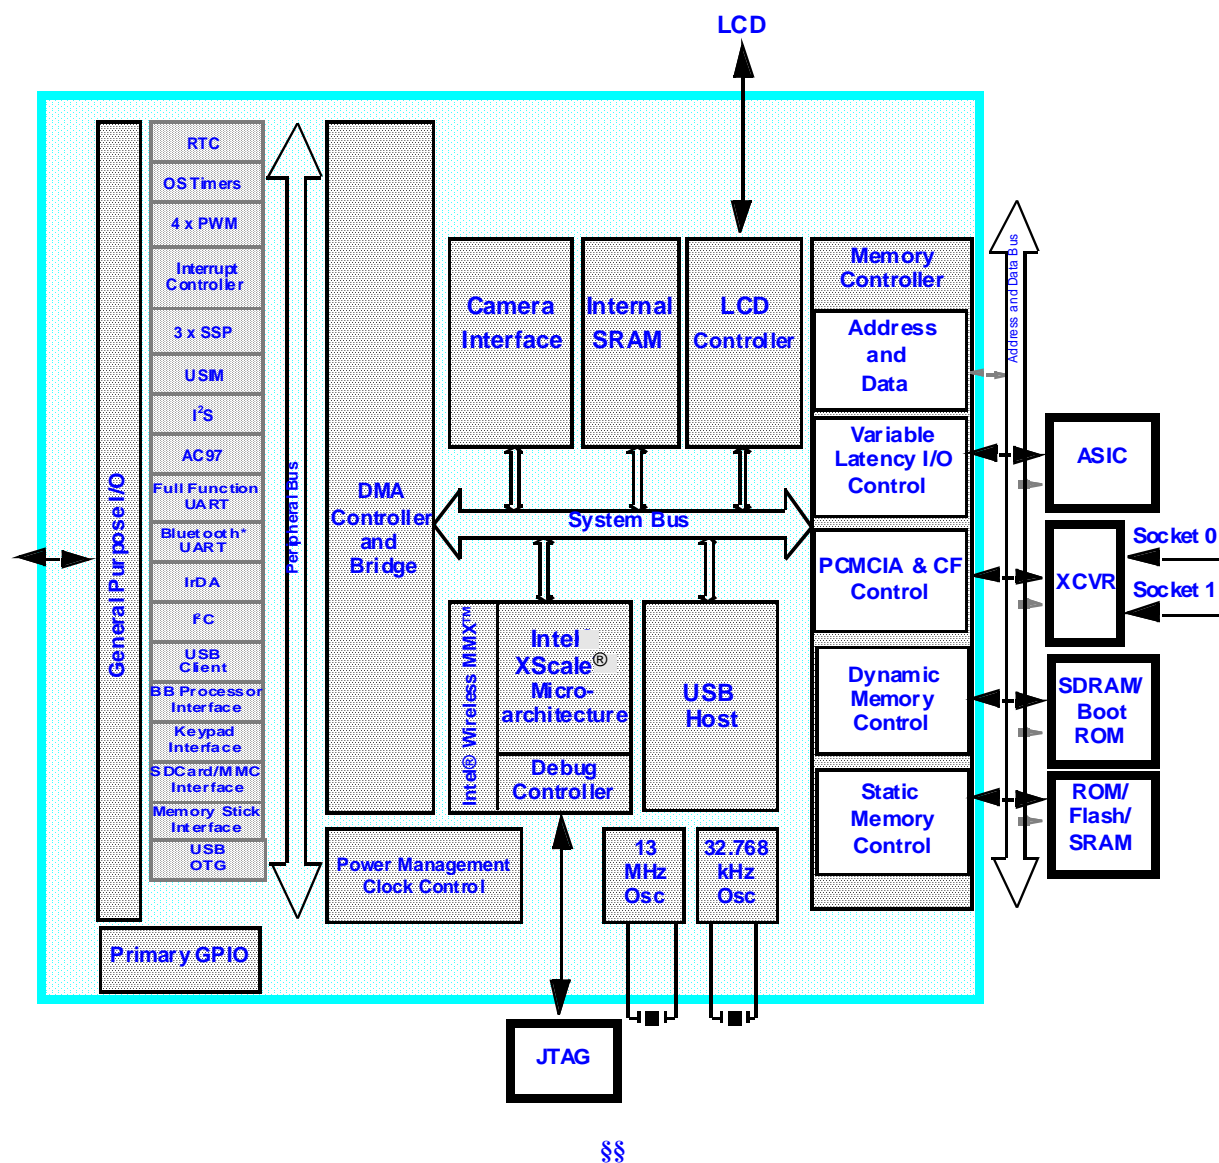 LCD
RTC
OS Timers
4 x PWM
Interrupt
Controller
3 x SSP
USIM
I²S
AC97
Full Function
UART
Bluetooth*
UART
IrDA
I²C
USB
Client
BB Processor
Interface
Keypad
Interface
SDCard/MMC
Interface
Memory Stick
Interface
USB
OTG
General Purpose I/O
Primary GPIO
Peripheral Bus
DMA
Controller
and
Bridge
Power Management
Clock Control
Camera
Interface
Internal
SRAM
LCD
Controller
System Bus
Intel® Wireless MMX™
Intel
XScale®
Micro-
architecture
Debug
Controller
USB
Host
13
MHz
Osc
32.768
kHz
Osc
JTAG
Memory
Controller
Address
and
Data
Variable
Latency I/O
Control
PCMCIA & CF
Control
Dynamic
Memory
Control
Static
Memory
Control
Address and Data Bus
ASIC
XCVR
Socket 0
Socket 1
SDRAM/
Boot
ROM
ROM/
Flash/
SRAM
§§